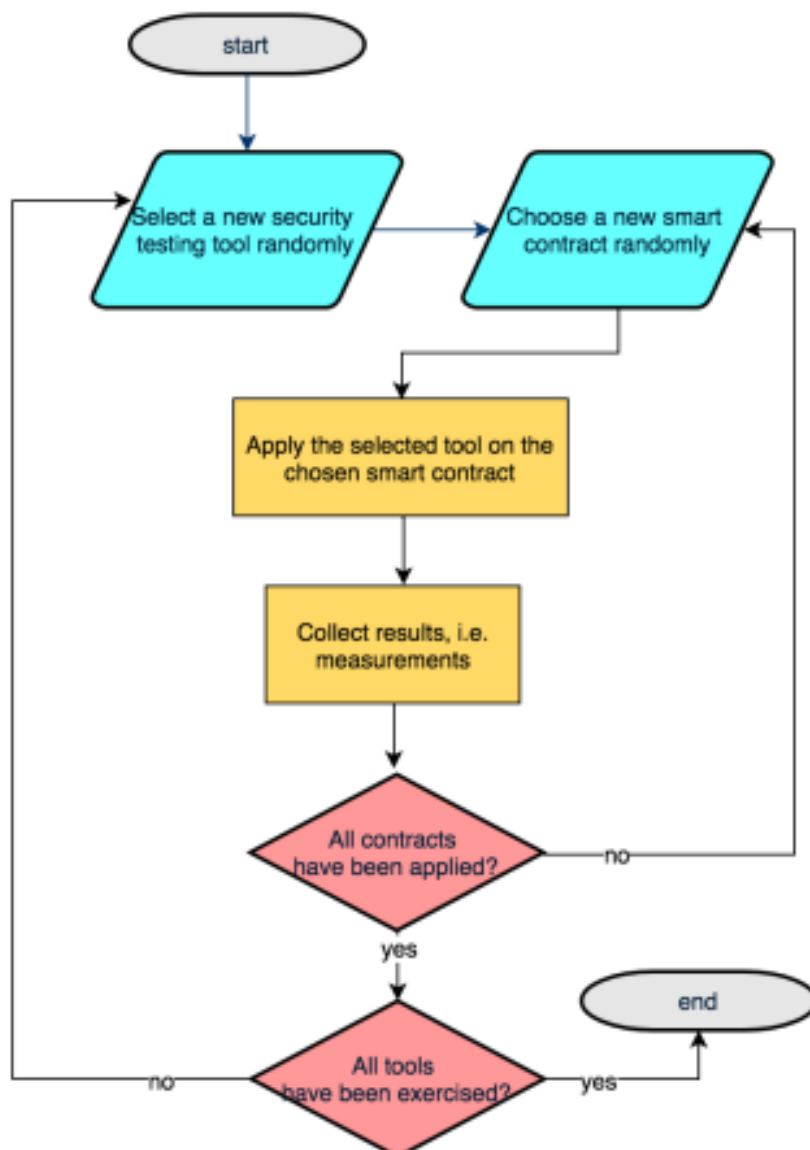 start
Select a new security
testing tool randomly
Choose a new smart
contract randomly
Apply the selected tool on the
chosen smart contract
Collect results, i.e.
measurements
All contracts
have been applied?
no
yes
end
All tools
have been exercised?
no
yes